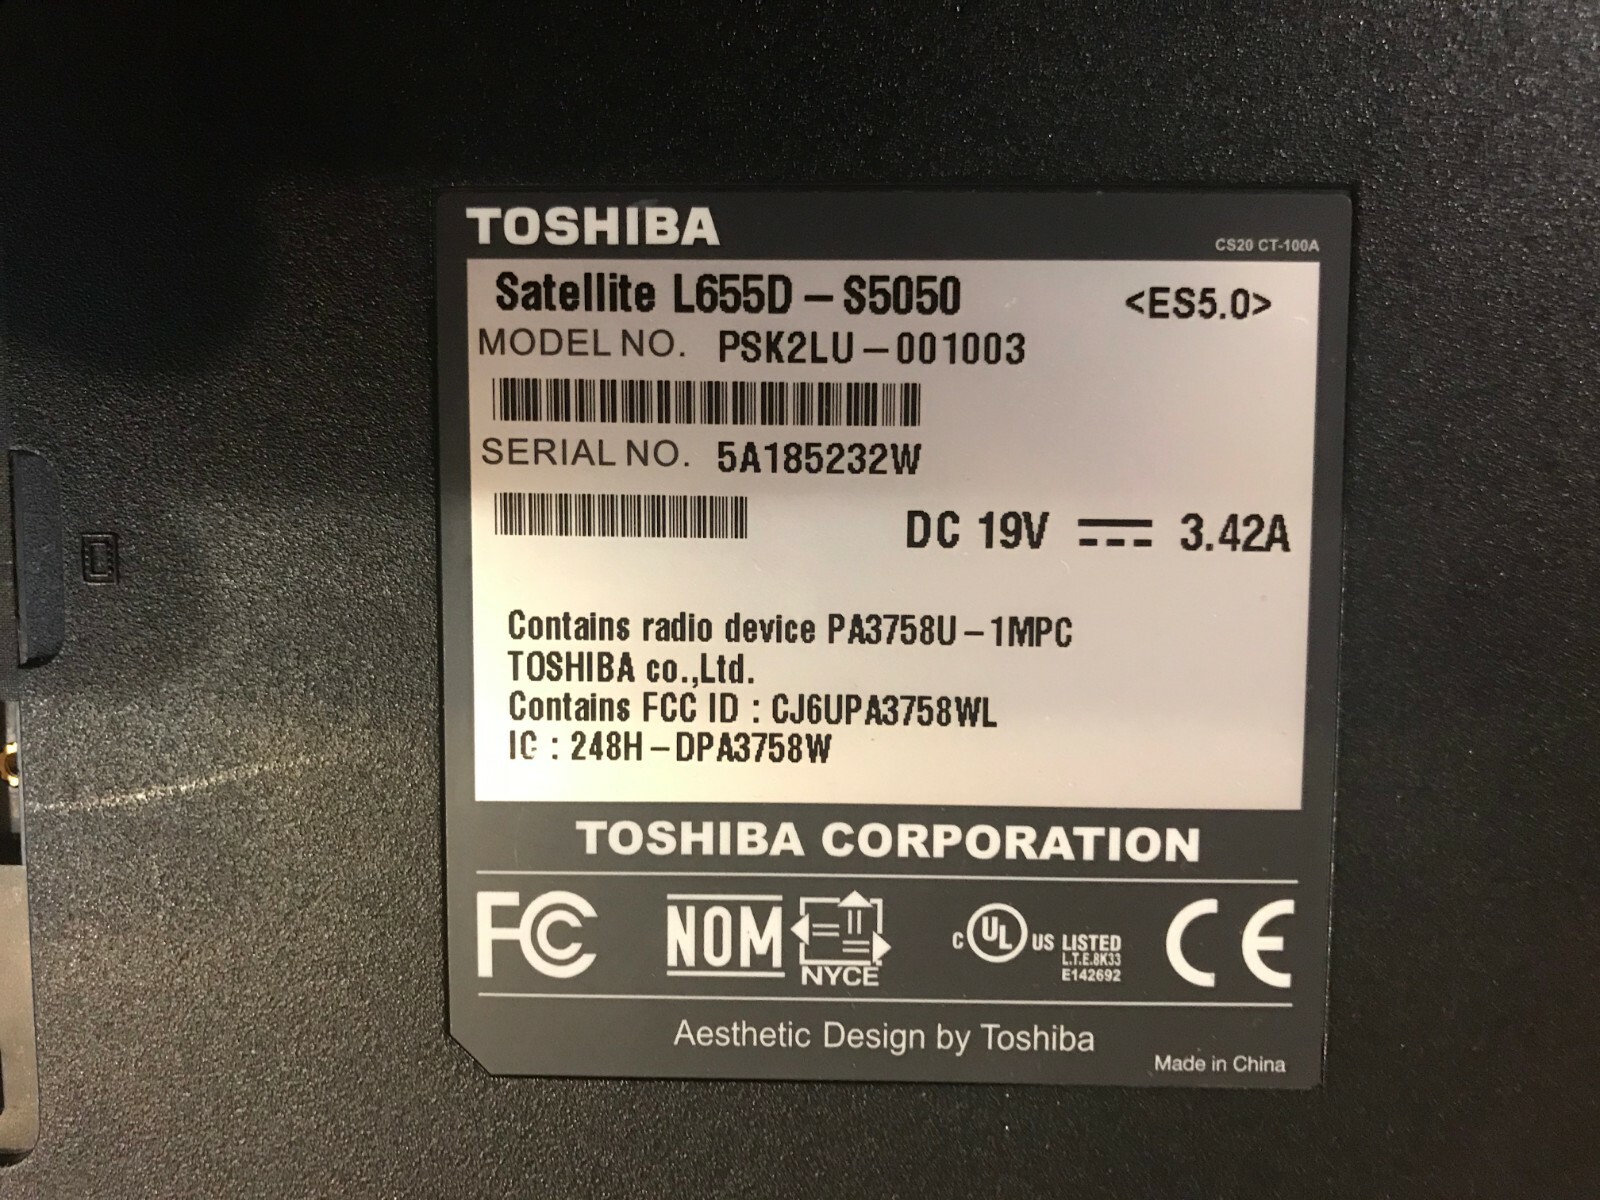 TOSHIBA
CS20 CT-100A
Satellite L655D – S5050 <ES5.0>
MODEL NO. PSK2LU – 001003
SERIAL NO. 5A185232W
DC 19V ⎓ 3.42A
Contains radio device PA3758U – 1MPC
TOSHIBA co.,Ltd.
Contains FCC ID : CJ6UPA3758WL
IC : 248H – DPA3758W
TOSHIBA CORPORATION
FC NOM NYCE C UL US LISTED CE
L.T.E.8K33
E142692
Aesthetic Design by Toshiba
Made in China